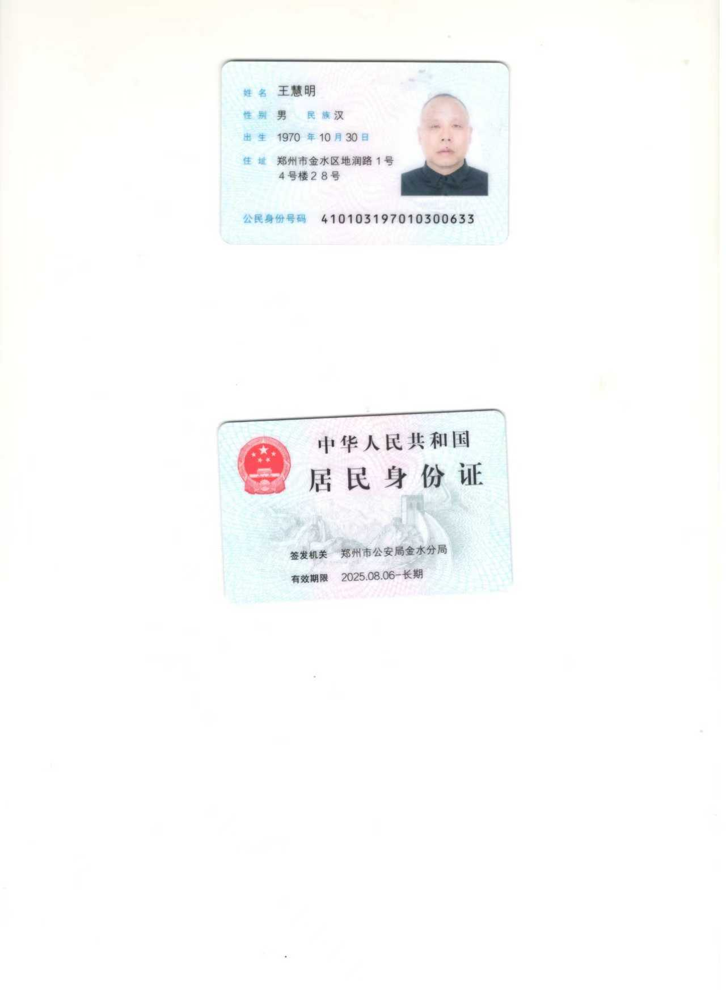 姓名 王慧明
性别 男 民族 汉
出生 1970 年 10 月 30 日
住址 郑州市金水区地润路1号
4号楼28号
公民身份号码 410103197010300633
中华人民共和国
居民身份证
签发机关 郑州市公安局金水分局
有效期限 2025.08.06-长期